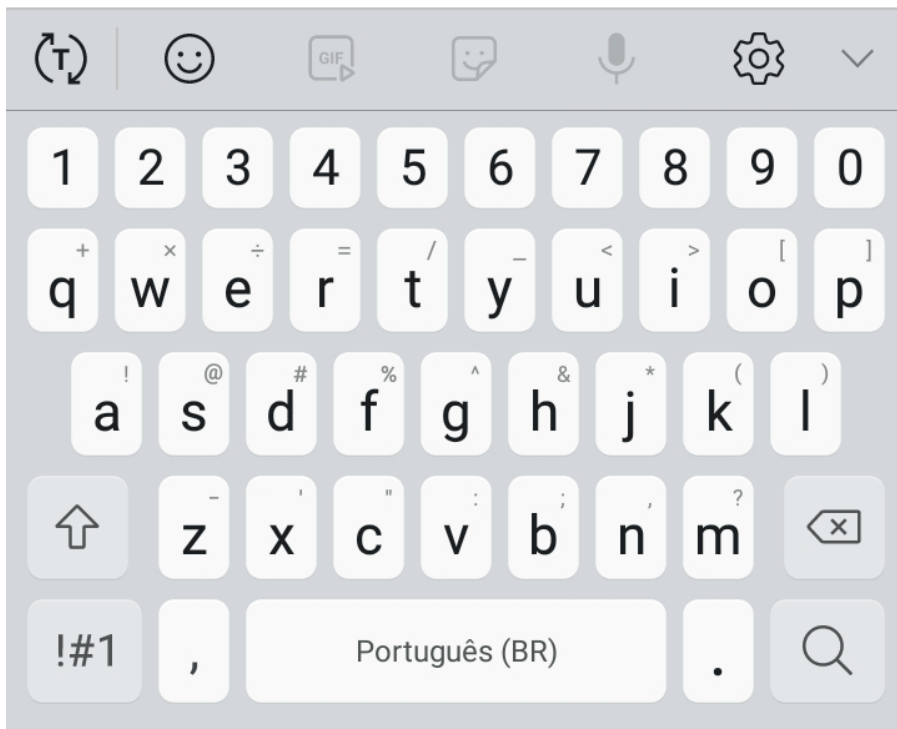 T GIF
1 2 3 4 5 6 7 8 9 0
+ × ÷ = / _ < > [ ]
q w e r t y u i o p
! @ # % ^ & * ( )
a s d f g h j k l
- ' " : ; , ?
z x c v b n m
!#1 , Português (BR) .